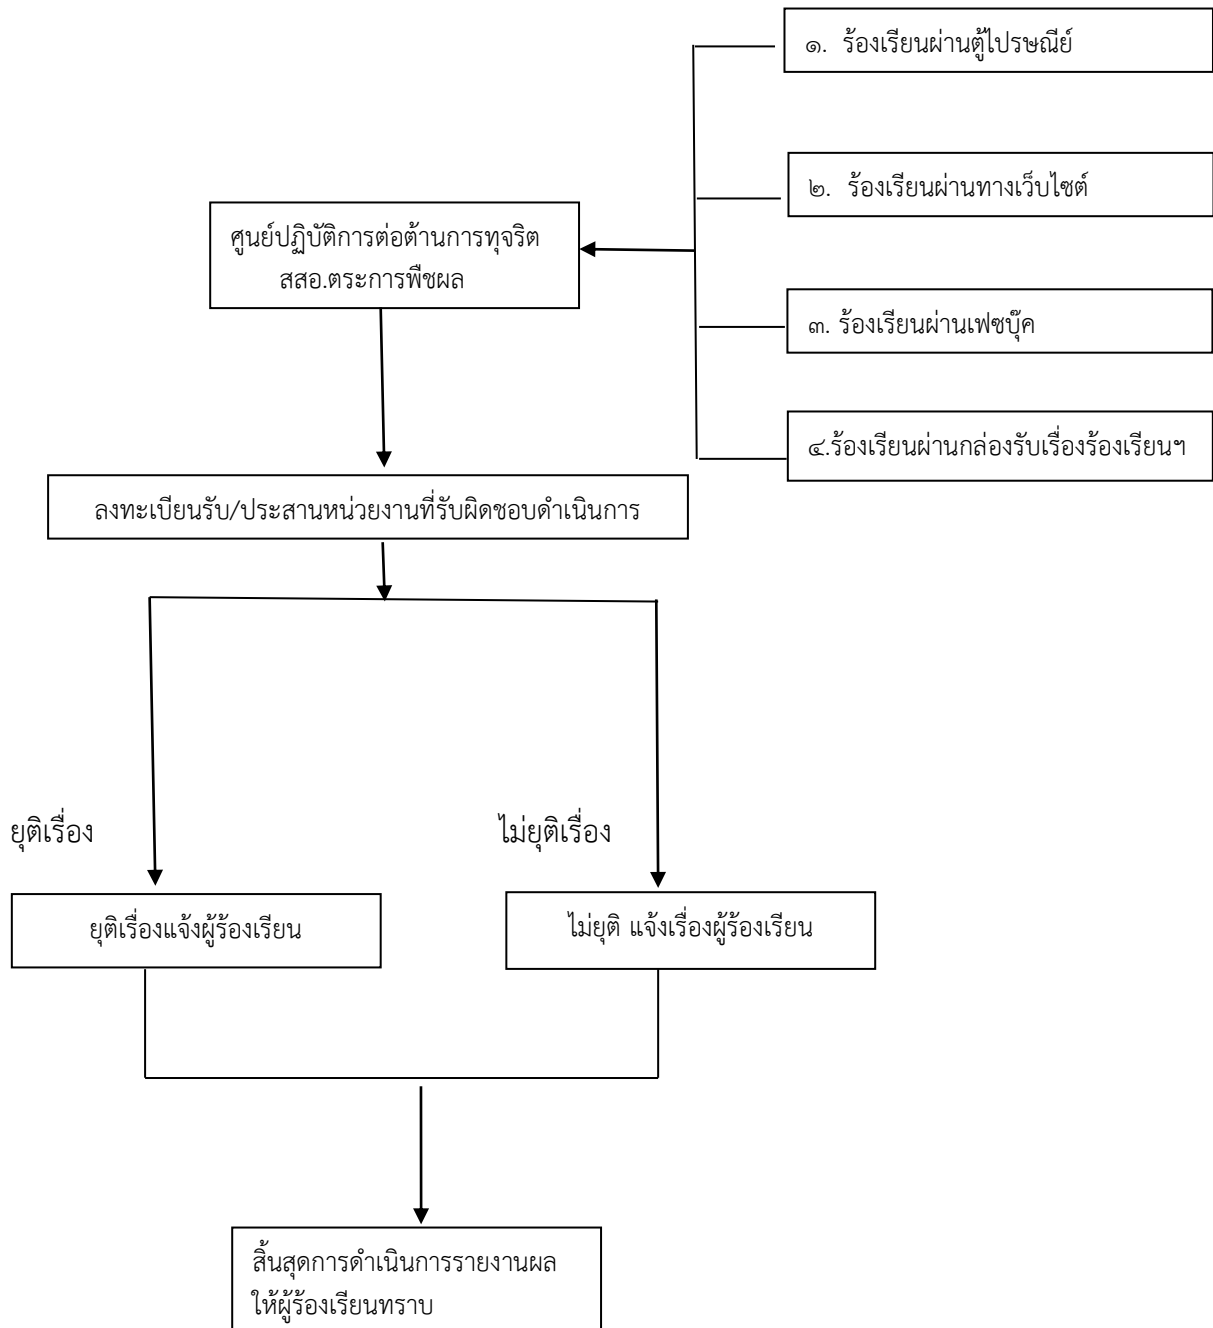 ๑. ร้องเรียนผ่านตู้ไปรษณีย์
๒. ร้องเรียนผ่านทางเว็บไซต์
ศูนย์ปฏิบัติการต่อต้านการทุจริต
สสอ.ตระการพืชผล
๓. ร้องเรียนผ่านเฟซบุ๊ค
๔.ร้องเรียนผ่านกล่องรับเรื่องร้องเรียนฯ
ลงทะเบียนรับ/ประสานหน่วยงานที่รับผิดชอบดำเนินการ
ยุติเรื่อง
ไม่ยุติเรื่อง
ยุติเรื่องแจ้งผู้ร้องเรียน
ไม่ยุติ แจ้งเรื่องผู้ร้องเรียน
สิ้นสุดการดำเนินการรายงานผล
ให้ผู้ร้องเรียนทราบ